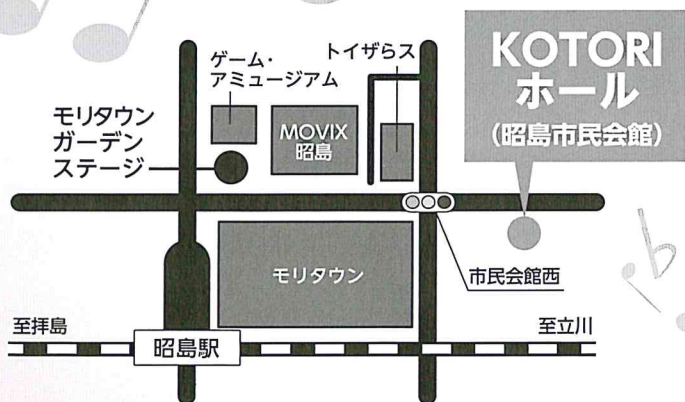 ゲーム・
アミュージアム
トイザらス
KOTORI
ホール
(昭島市民会館)
モリタウン
ガーデン
ステージ
MOVIX
昭島
モリタウン
市民会館西
至拝島
昭島駅
至立川